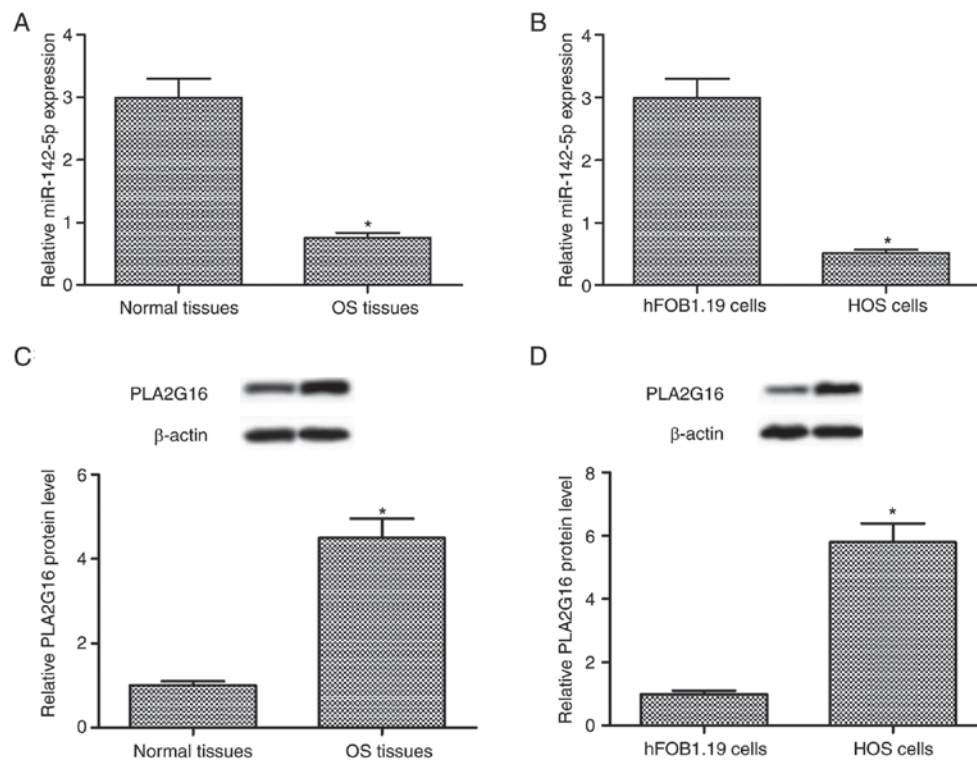 A
Relative miR-142-5p expression
4
3
2
1
0
*
Normal tissues
OS tissues
B
Relative miR-142-5p expression
4
3
2
1
0
*
hFOB1.19 cells
HOS cells
C
PLA2G16
β-actin
Relative PLA2G16 protein level
6
4
2
0
*
Normal tissues
OS tissues
D
PLA2G16
β-actin
Relative PLA2G16 protein level
8
6
4
2
0
*
hFOB1.19 cells
HOS cells